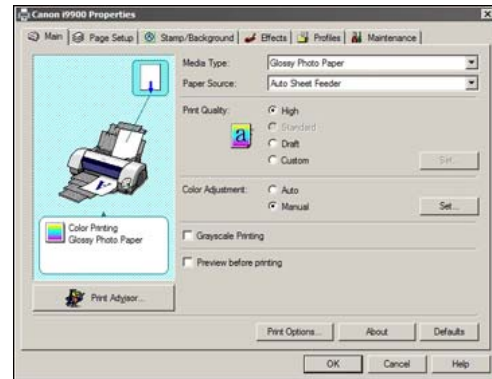 Canon i9900 Properties
Main Page Setup Stamp/Background Effects Profiles Maintenance
Media Type: Glossy Photo Paper
Paper Source: Auto Sheet Feeder
Print Quality: High
Standard
a Draft
Custom Set...
Color Adjustment: Auto
Manual Set...
Color Printing
Glossy Photo Paper
Grayscale Printing
Preview before printing
Print Advisor...
Print Options... About Defaults
OK Cancel Help